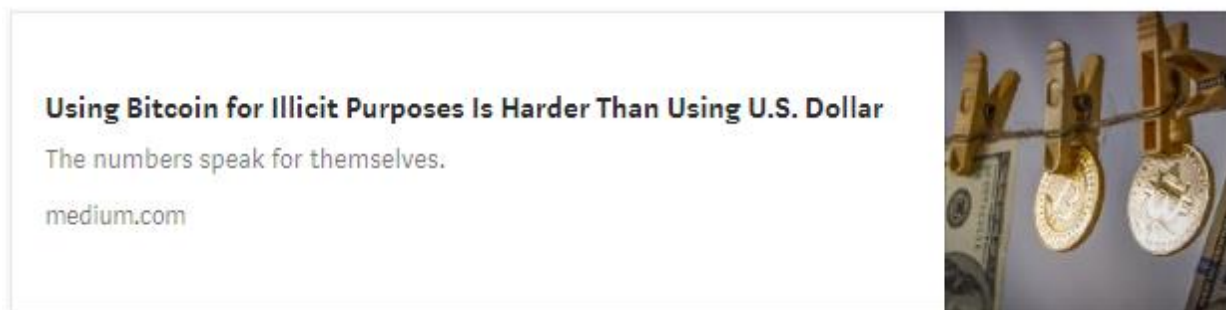 Using Bitcoin for Illicit Purposes Is Harder Than Using U.S. Dollar
The numbers speak for themselves.
medium.com